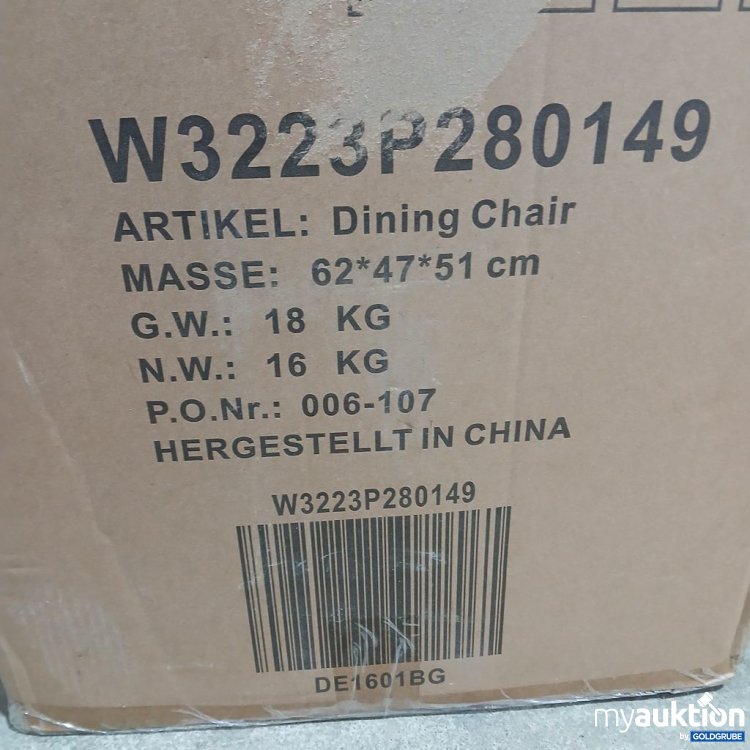 W3223P280149
ARTIKEL: Dining Chair
MASSE: 62*47*51 cm
G.W.: 18 KG
N.W.: 16 KG
P.O.Nr.: 006-107
HERGESTELLT IN CHINA
W3223P280149
DE1601BG
myauktion
by GOLDGRUBE